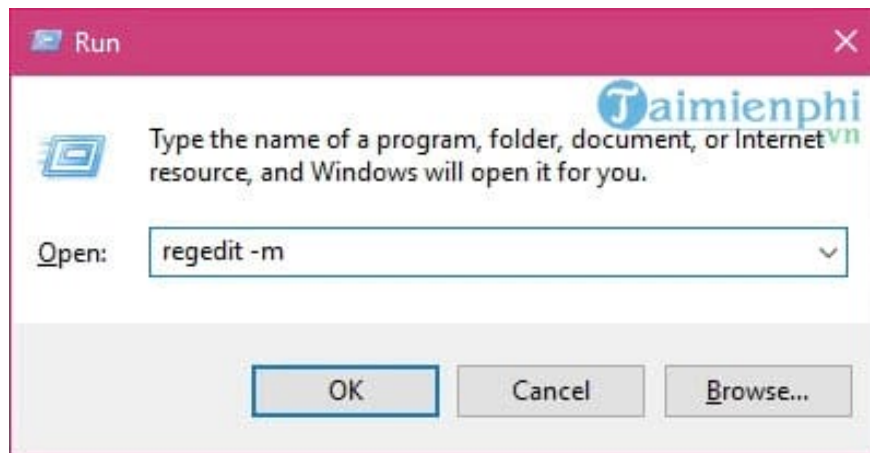 Run
Taimienphi
vn
Type the name of a program, folder, document, or Internet
resource, and Windows will open it for you.
Open: regedit -m
OK Cancel Browse...